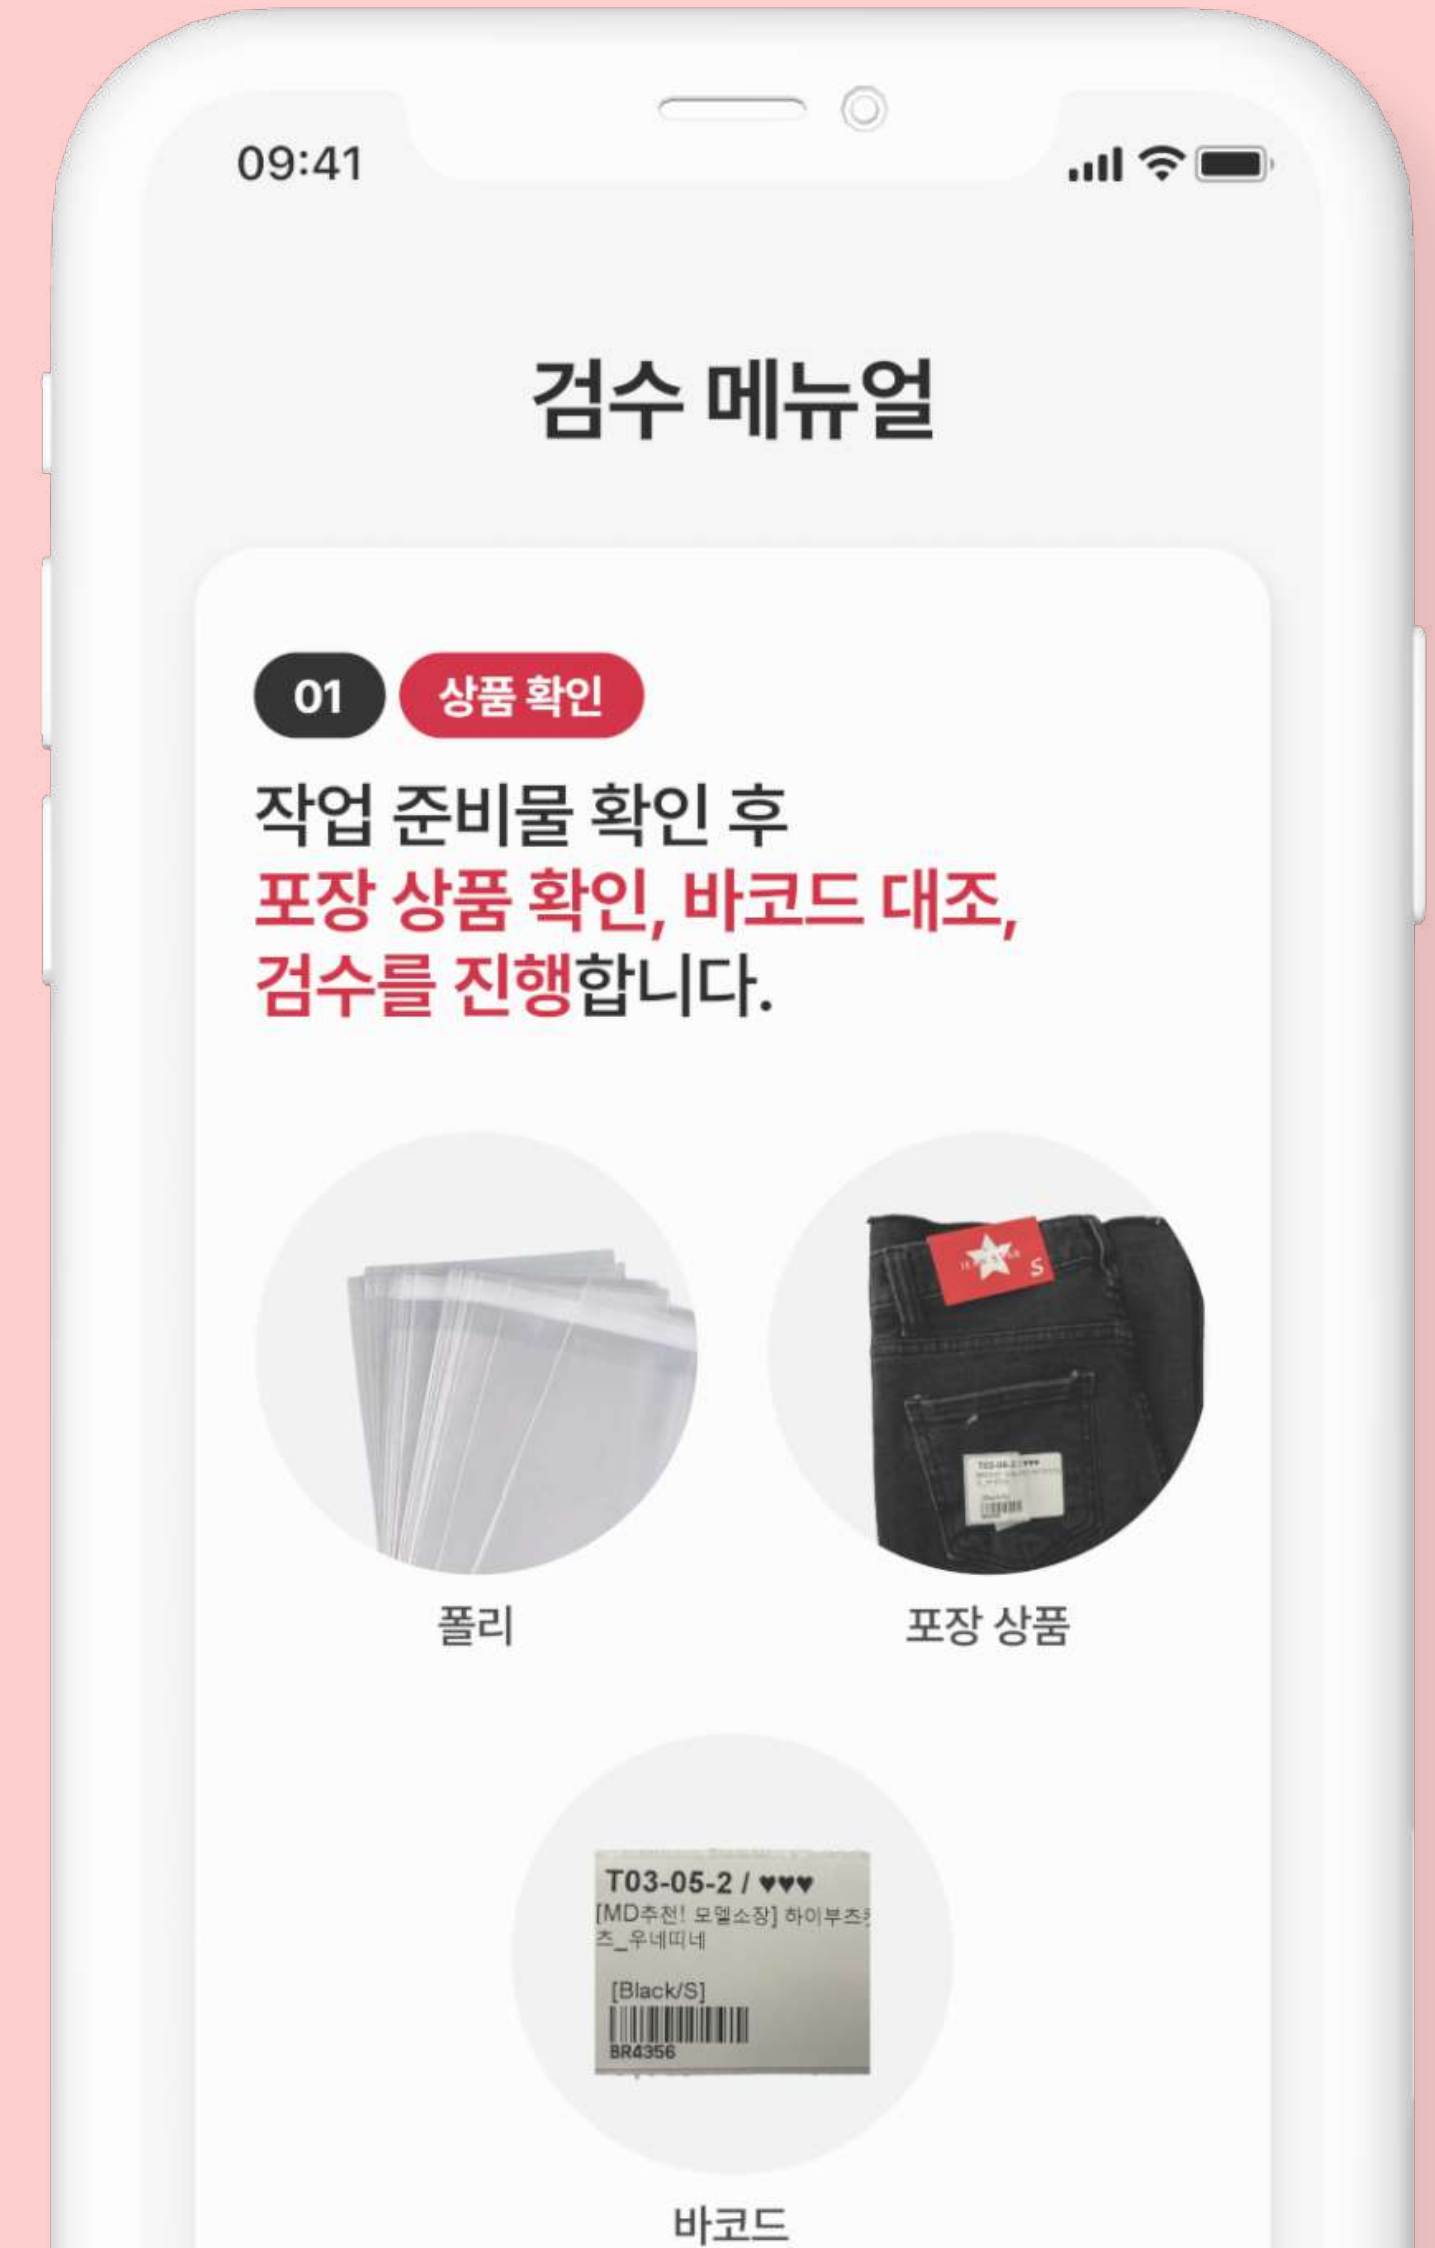 09:41
검수 메뉴얼
01 상품 확인
작업 준비물 확인 후
포장 상품 확인, 바코드 대조,
검수를 진행합니다.
S
폴리
포장 상품
T03-05-2 / ♥♥♥
[MD추천! 모델소장] 하이부츠
츠_우네띠네
[Black/S]
BR4356
바코드